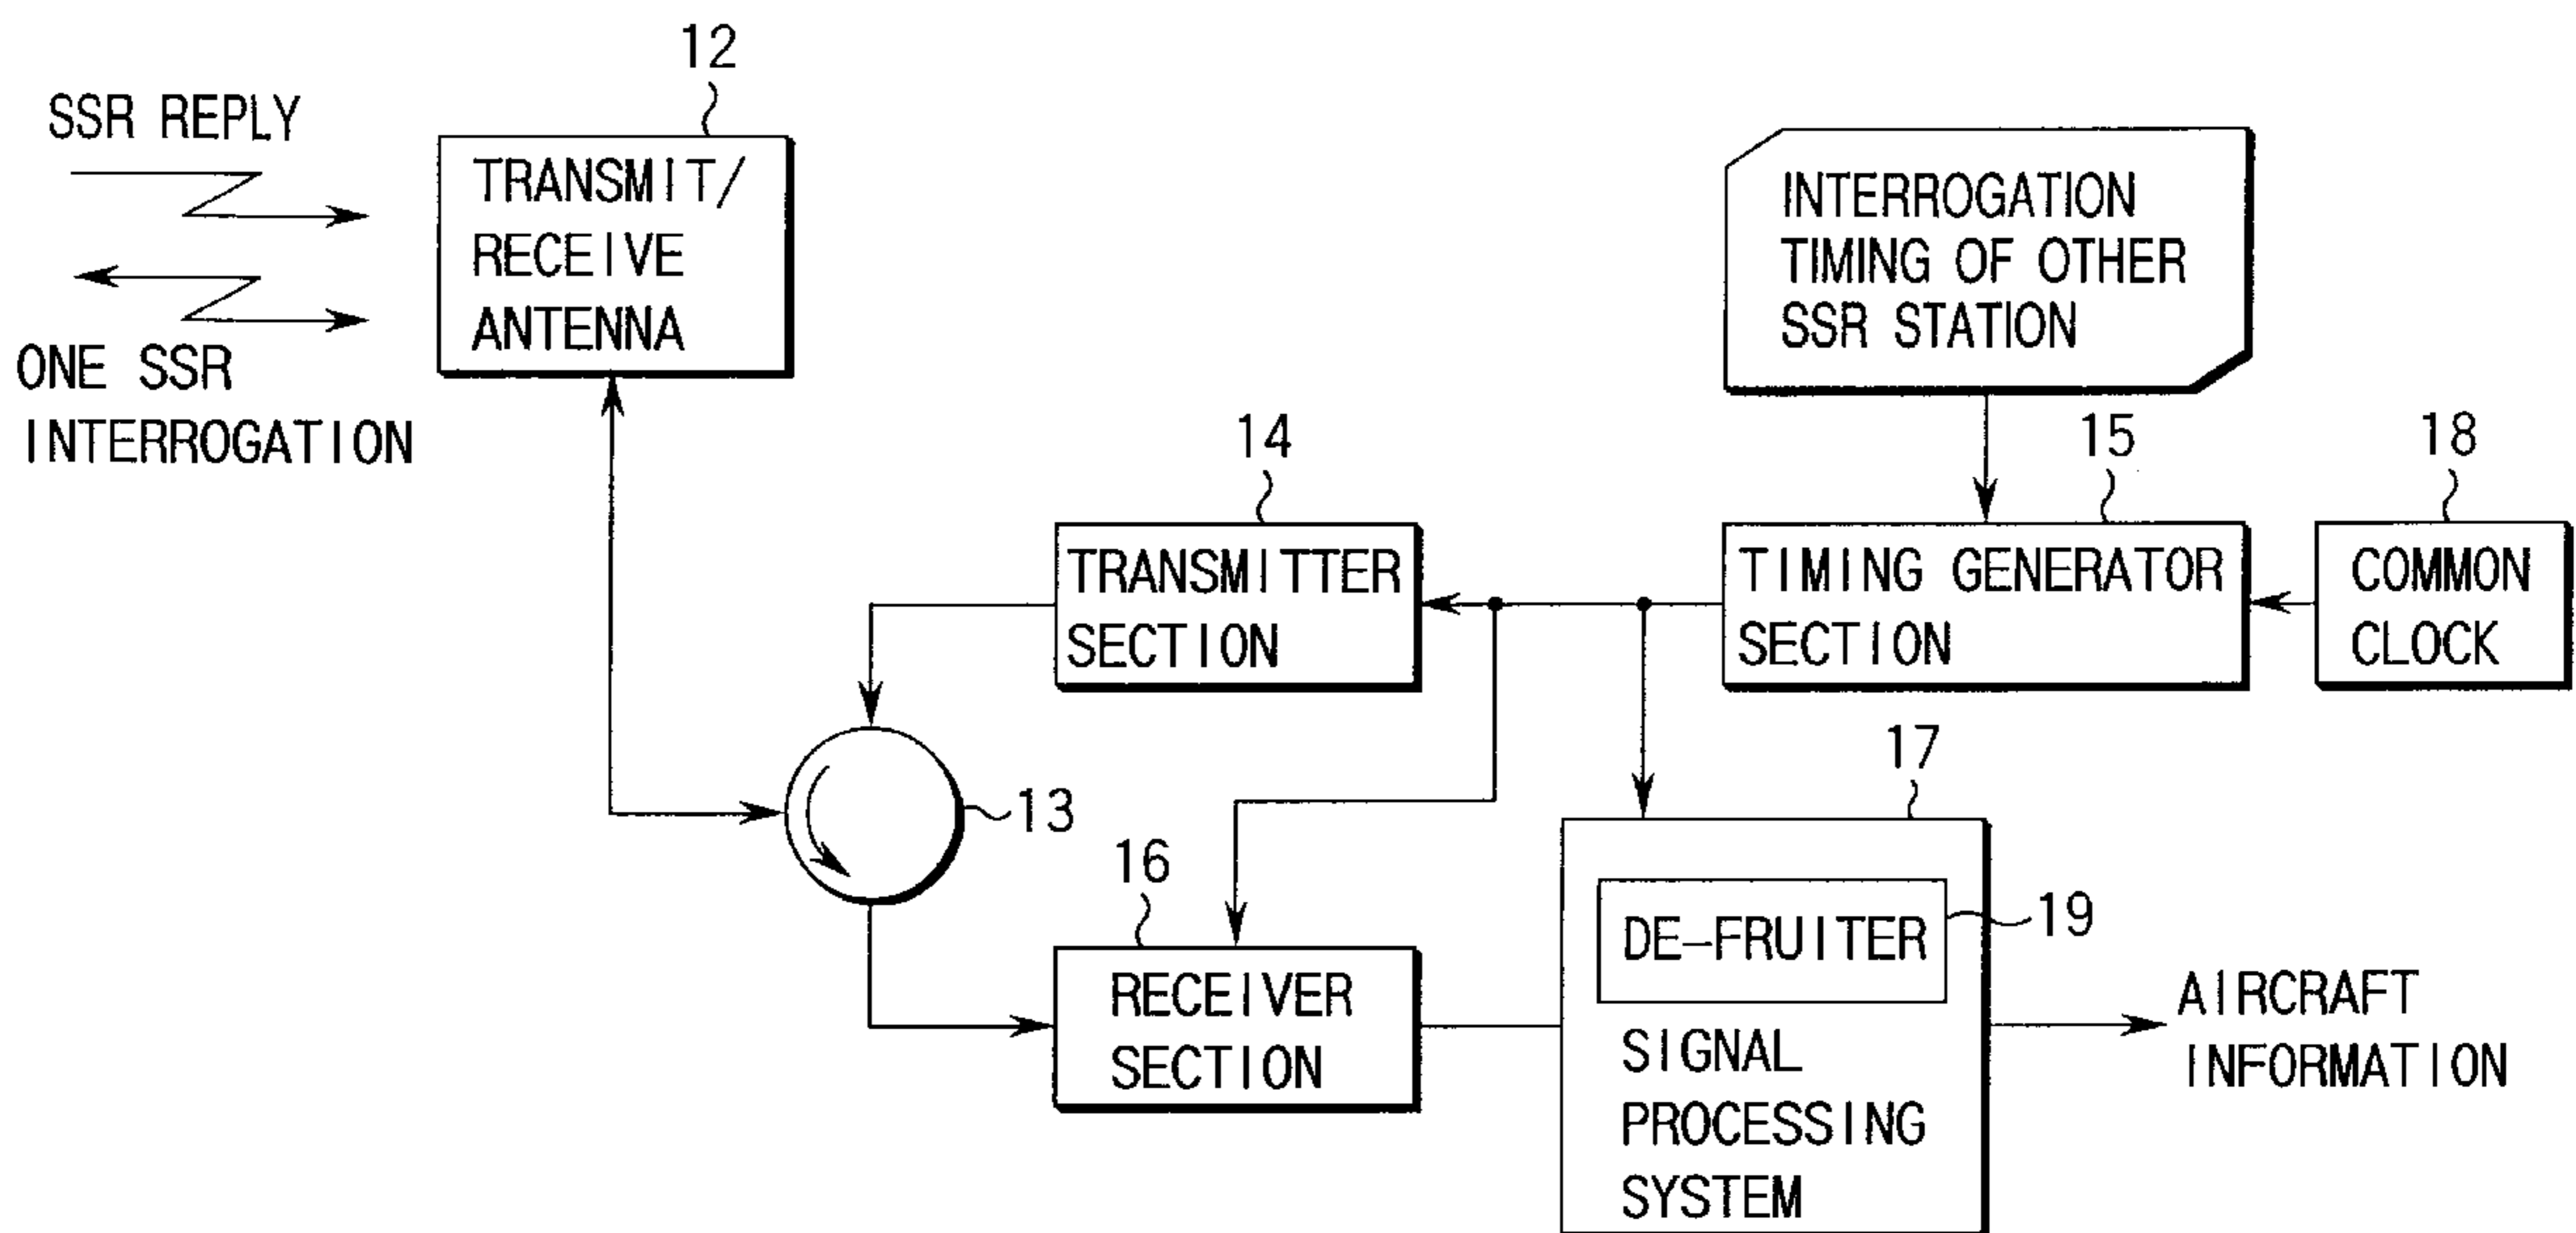 12
SSR REPLY
TRANSMIT/
RECEIVE
ANTENNA
ONE SSR
INTERROGATION
INTERROGATION
TIMING OF OTHER
SSR STATION
14
15
18
TRANSMITTER
SECTION
TIMING GENERATOR
SECTION
COMMON
CLOCK
13
16
17
RECEIVER
SECTION
DE-FRUITER
19
SIGNAL
PROCESSING
SYSTEM
AIRCRAFT
INFORMATION